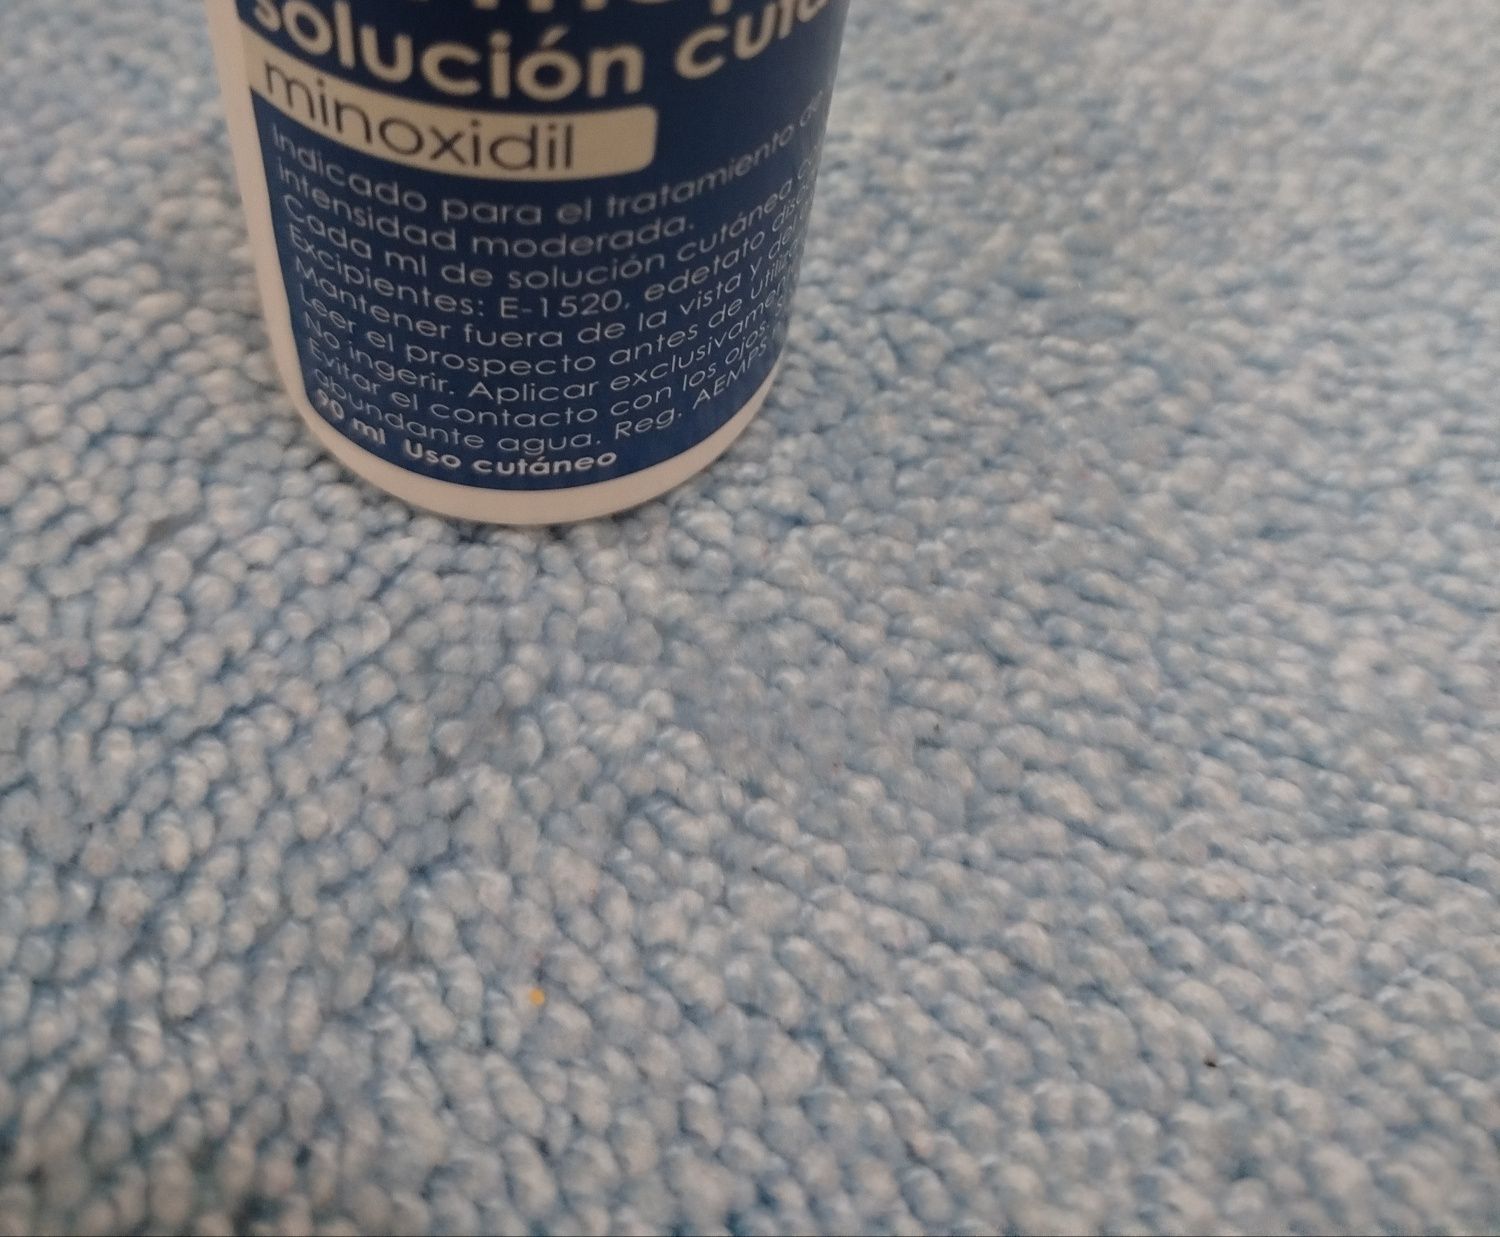 solución
minoxidil
Indicado para el tratamiento de
intensidad moderada.
Cada ml de solución cutánea
Excipientes: E-1520, edetato
Mantener fuera de la vista y del
Leer el prospecto antes de
No ingerir. Aplicar
Evitar el contacto con los ojos.
abundante agua. Reg. AEMPS
90 ml Uso cutáneo